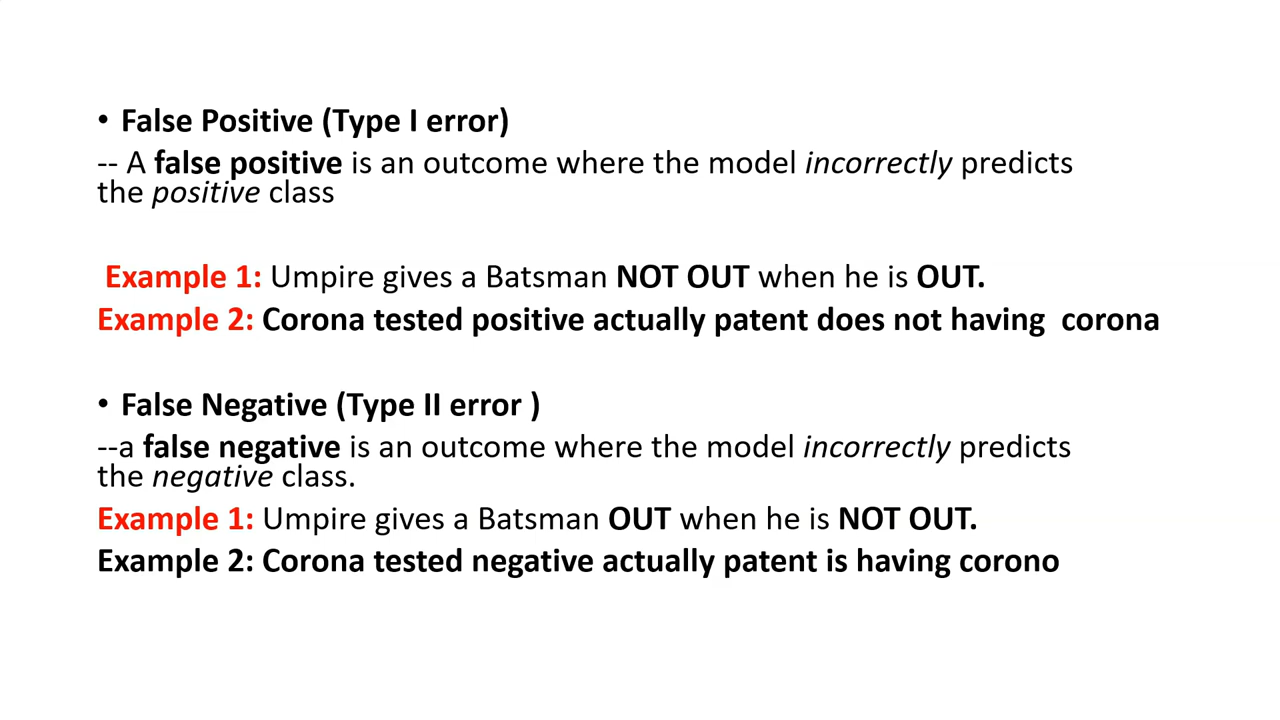 • False Positive (Type I error)
-- A false positive is an outcome where the model incorrectly predicts
the positive class
Example 1: Umpire gives a Batsman NOT OUT when he is OUT.
Example 2: Corona tested positive actually patent does not having  corona
• False Negative (Type II error )
--a false negative is an outcome where the model incorrectly predicts
the negative class.
Example 1: Umpire gives a Batsman OUT when he is NOT OUT.
Example 2: Corona tested negative actually patent is having corono